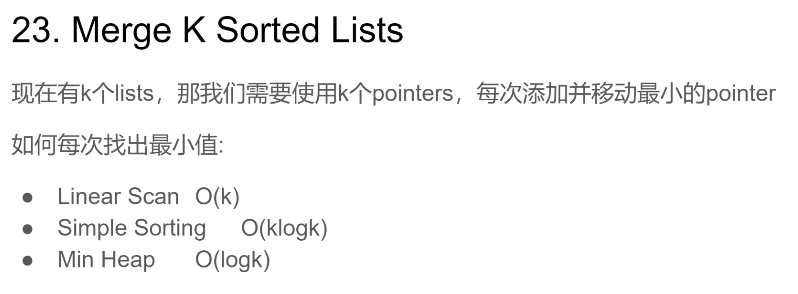 23. Merge K Sorted Lists
现在有k个lists，那我们需要使用k个pointers，每次添加并移动最小的pointer
如何每次找出最小值:
● Linear Scan O(k)
● Simple Sorting O(klogk)
● Min Heap O(logk)